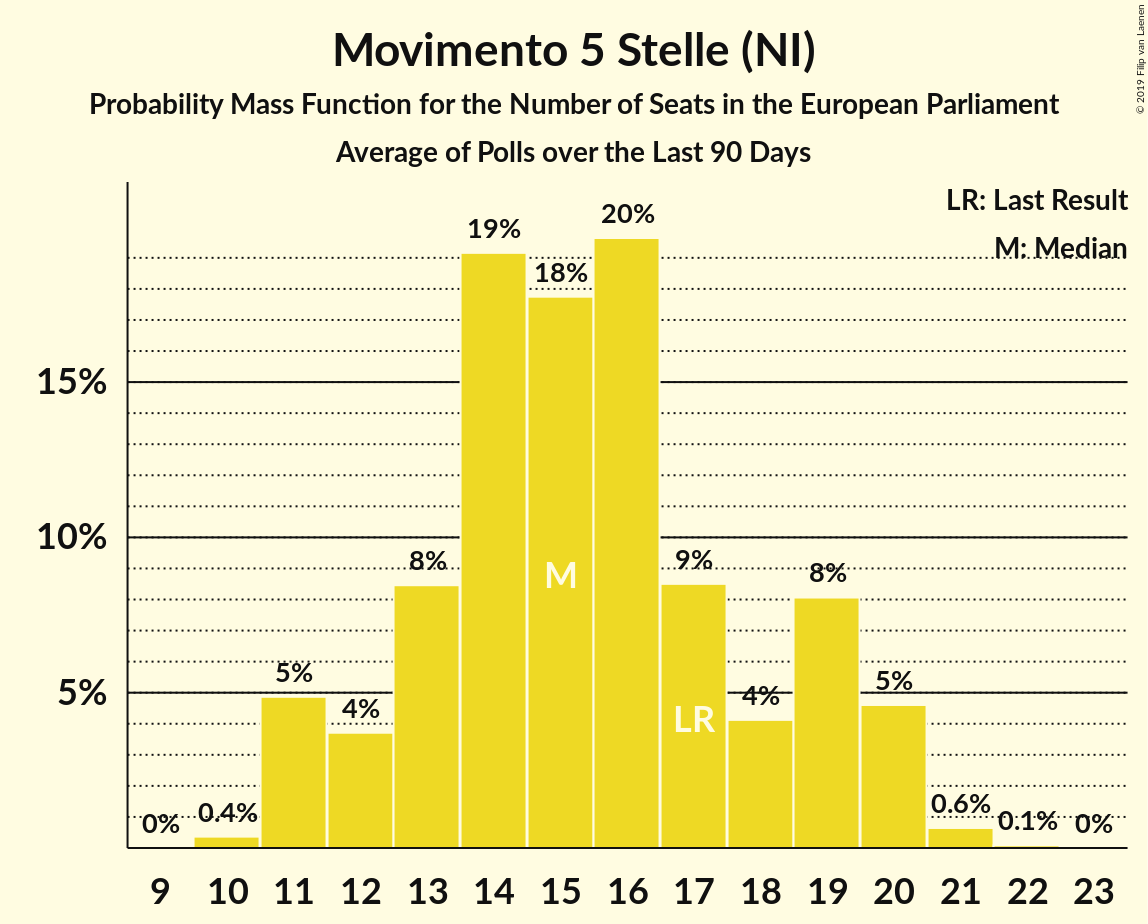 Movimento 5 Stelle (NI)
Probability Mass Function for the Number of Seats in the European Parliament
Average of Polls over the Last 90 Days
© 2019 Filip van Laenen
LR: Last Result
M: Median
15%
10%
5%
0%
0.4%
5%
4%
8%
19%
18%
20%
9%
4%
8%
5%
0.6%
0.1%
0%
M
LR
9 10 11 12 13 14 15 16 17 18 19 20 21 22 23